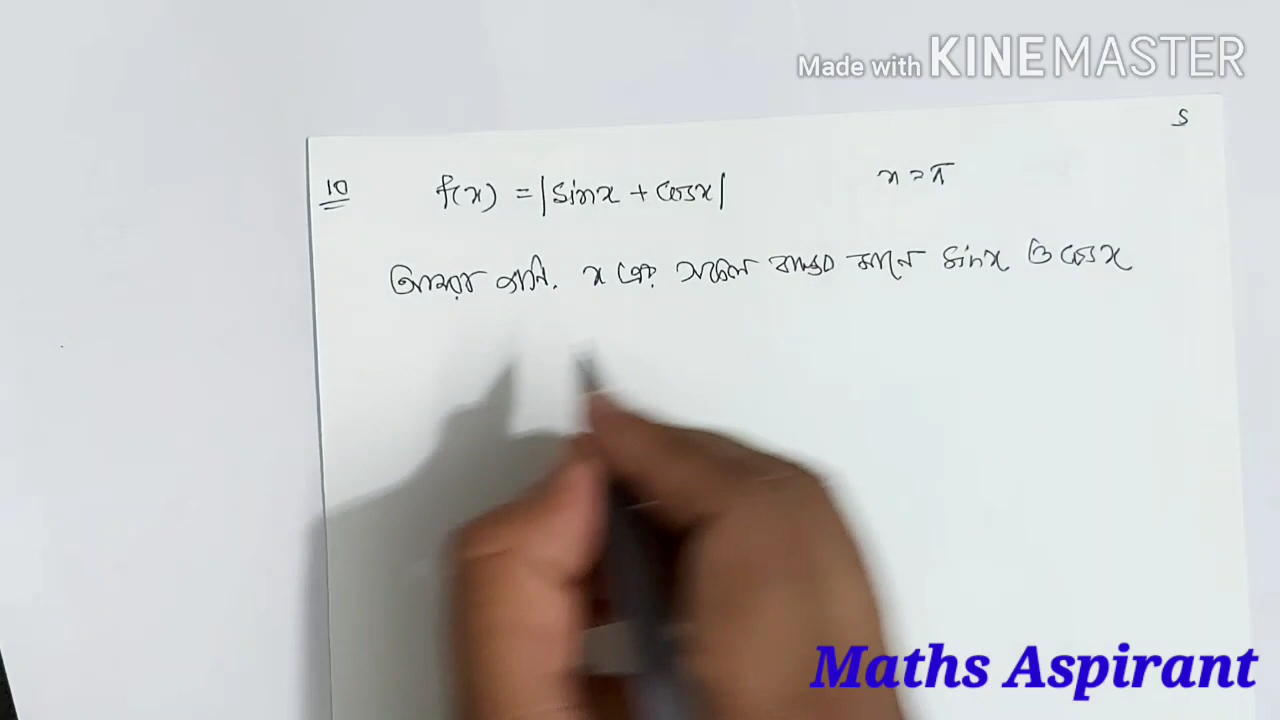 Made with KINEMASTER
S
10 f(x) = |sinx + cosx| x = π
আমরা জানি, x এর সকল বাস্তব মানে sinx ও cosx
Maths Aspirant